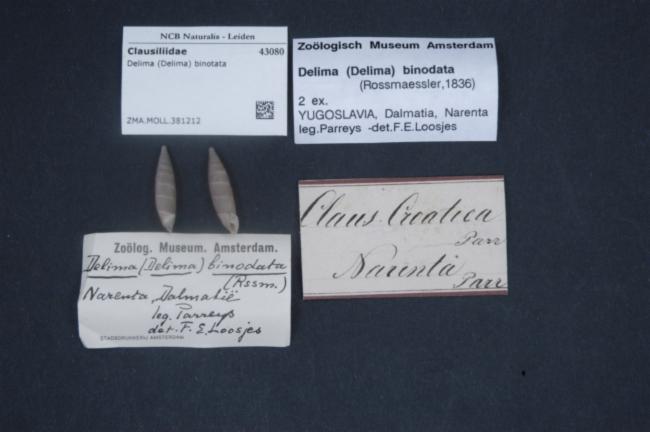 NCB Naturalis - Leiden
Clausiliidae 43080
Delima (Delima) binotata
ZMA.MOLL.381212
Zoölogisch Museum Amsterdam
Delima (Delima) binodata
(Rossmaessler,1836)
2 ex.
YUGOSLAVIA, Dalmatia, Narenta
leg.Parreys -det.F.E.Loosjes
Claus. Croatica
Parr
Narenta
Parr
Zoölog. Museum. Amsterdam.
Delima (Delima) binodata
(Rssm.)
Narenta, Dalmatië
leg. Parreys
det. F. E. Loosjes
STADSDRUKKERIJ AMSTERDAM